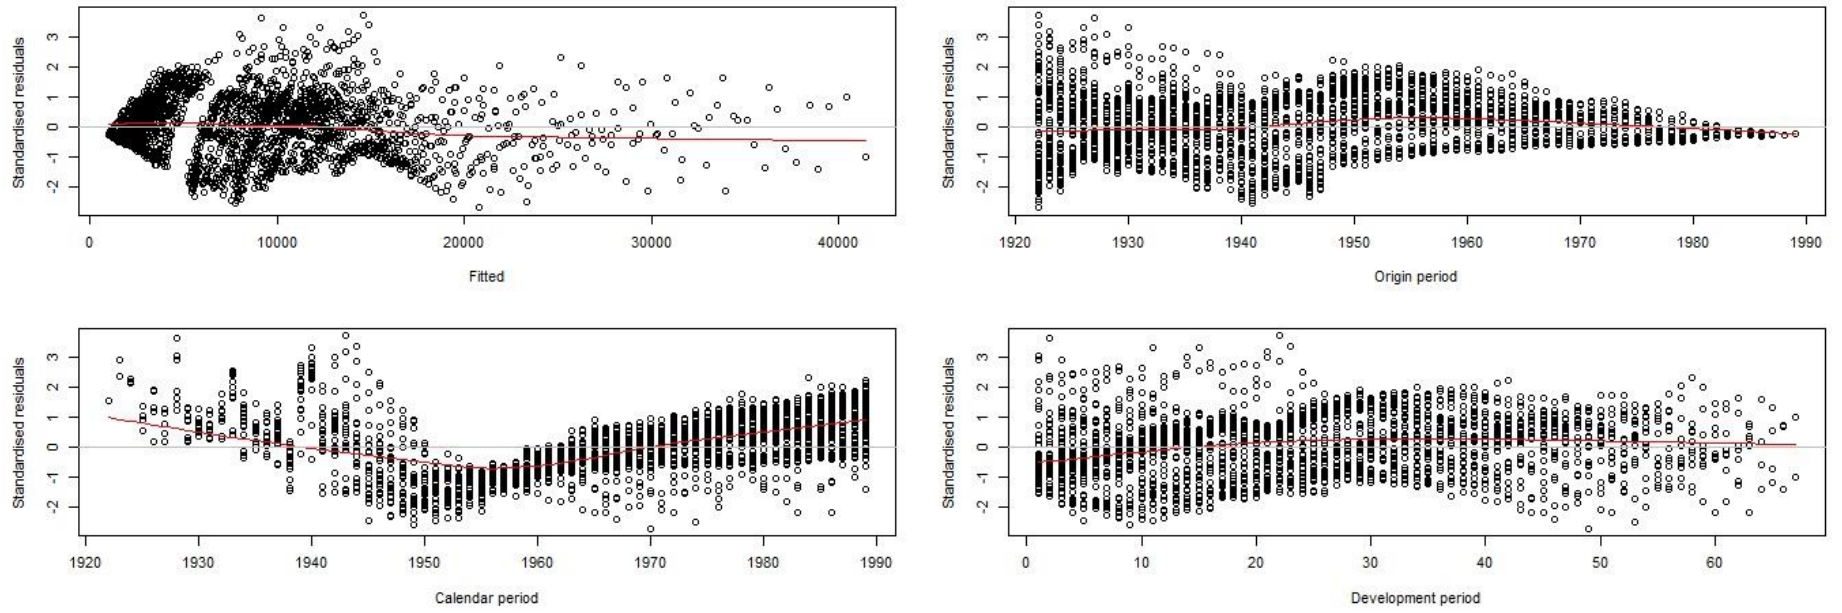 Standardised residuals
3
2
1
0
-1
-2
0 10000 20000 30000 40000
Fitted
Standardised residuals
3
2
1
0
-1
-2
1920 1930 1940 1950 1960 1970 1980 1990
Origin period
Standardised residuals
3
2
1
0
-1
-2
1920 1930 1940 1950 1960 1970 1980 1990
Calendar period
Standardised residuals
3
2
1
0
-1
-2
0 10 20 30 40 50 60
Development period